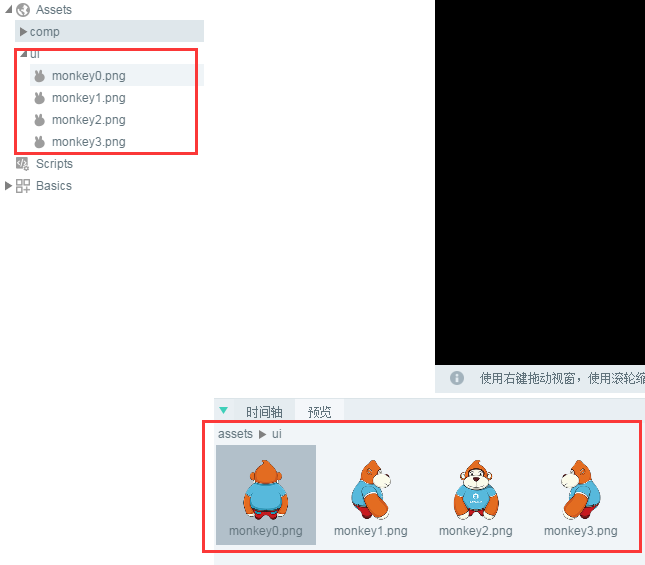 Assets
comp
ui
monkey0.png
monkey1.png
monkey2.png
monkey3.png
Scripts
Basics
使用右键拖动视窗，使用滚轮缩
时间轴 预览
assets ui
monkey0.png monkey1.png monkey2.png monkey3.png